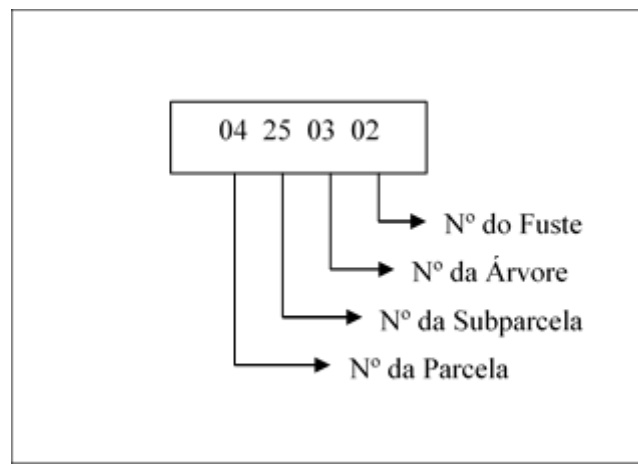 04 25 03 02
Nº do Fuste
Nº da Árvore
Nº da Subparcela
Nº da Parcela